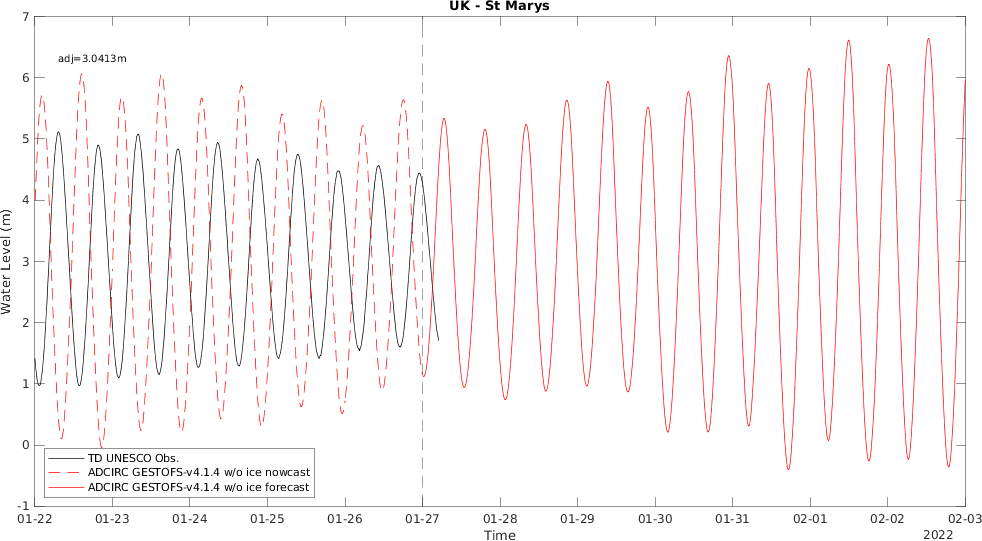 UK - St Marys
7
adj=3.0413m
6
5
4
3
2
1
0
-1
Water Level (m)
TD UNESCO Obs.
ADCIRC GESTOFS-v4.1.4 w/o ice nowcast
ADCIRC GESTOFS-v4.1.4 w/o ice forecast
01-22 01-23 01-24 01-25 01-26 01-27 01-28 01-29 01-30 01-31 02-01 02-02 02-03
Time
2022